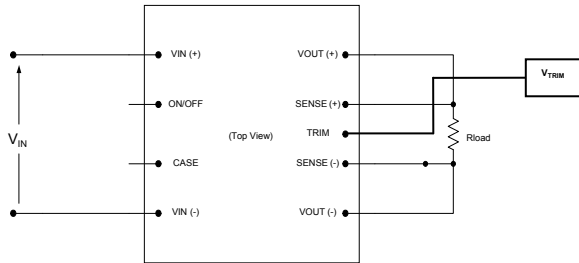 VIN (+)
VOUT (+)
VTRIM
ON/OFF
SENSE (+)
TRIM
(Top View)
VIN
Rload
CASE
SENSE (-)
VIN (-)
VOUT (-)